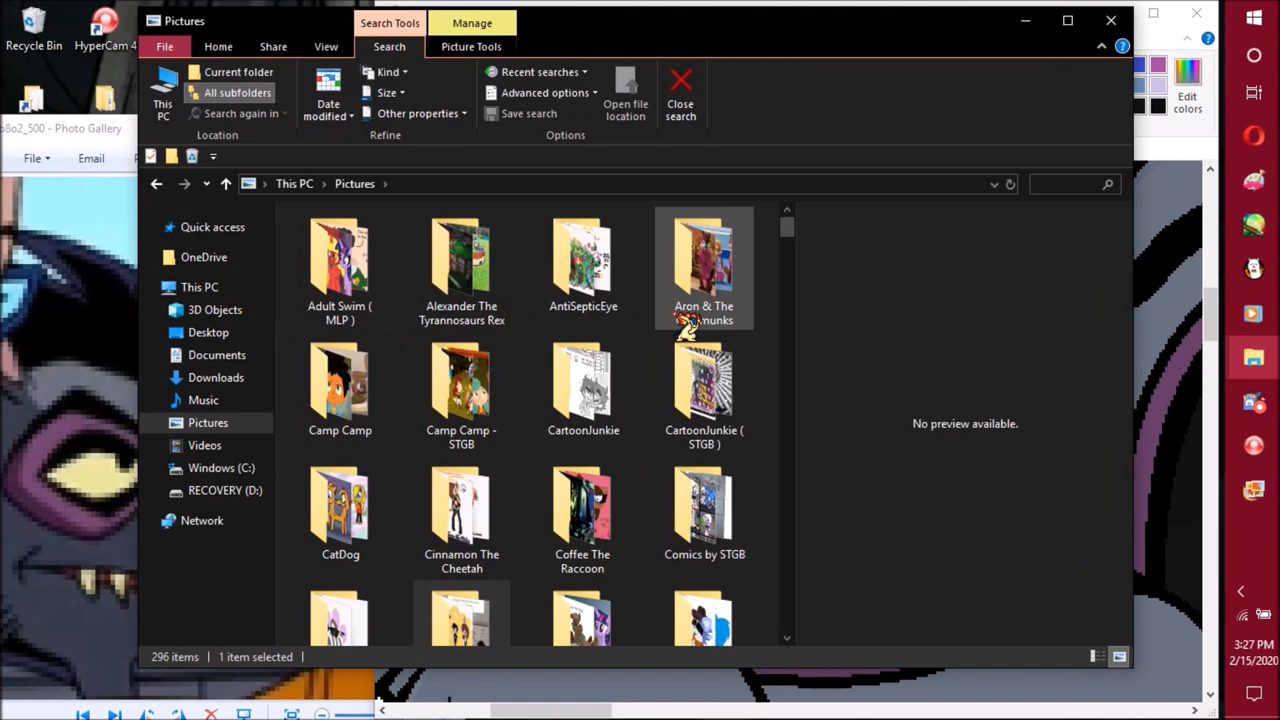 Recycle Bin
HyperCam 4
Pictures
Search Tools
Manage
File
Home
Share
View
Search
Picture Tools
This PC
Current folder
All subfolders
Search again in
Location
Date modified
Kind
Size
Other properties
Refine
Recent searches
Advanced options
Save search
Open file location
Options
Close search
Edit colors
p8o2_500 - Photo Gallery
File
Email
This PC
Pictures
Quick access
OneDrive
This PC
3D Objects
Desktop
Documents
Downloads
Music
Pictures
Videos
Windows (C:)
RECOVERY (D:)
Network
Adult Swim (
MLP )
Alexander The
Tyrannosaurs Rex
AntiSepticEye
Aron & The
Camp Camp
Camp Camp -
STGB
CartoonJunkie
CartoonJunkie (
STGB )
CatDog
Cinnamon The
Cheetah
Coffee The
Raccoon
Comics by STGB
No preview available.
296 items
1 item selected
3:27 PM
2/15/2020